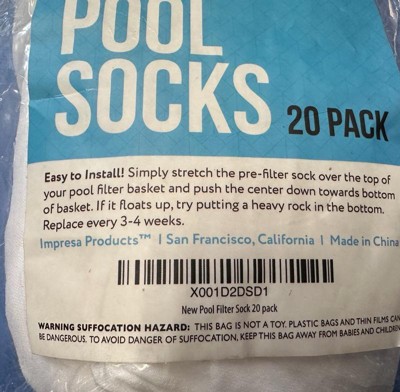 POOL
SOCKS 20 PACK
Easy to Install! Simply stretch the pre-filter sock over the top of
your pool filter basket and push the center down towards bottom
of basket. If it floats up, try putting a heavy rock in the bottom.
Replace every 3-4 weeks.
Impresa Products™ | San Francisco, California | Made in China
X001D2DSD1
New Pool Filter Sock 20 pack
WARNING SUFFOCATION HAZARD: THIS BAG IS NOT A TOY. PLASTIC BAGS AND THIN FILMS CAN
BE DANGEROUS. TO AVOID DANGER OF SUFFOCATION, KEEP THIS BAG AWAY FROM BABIES AND CHILDREN